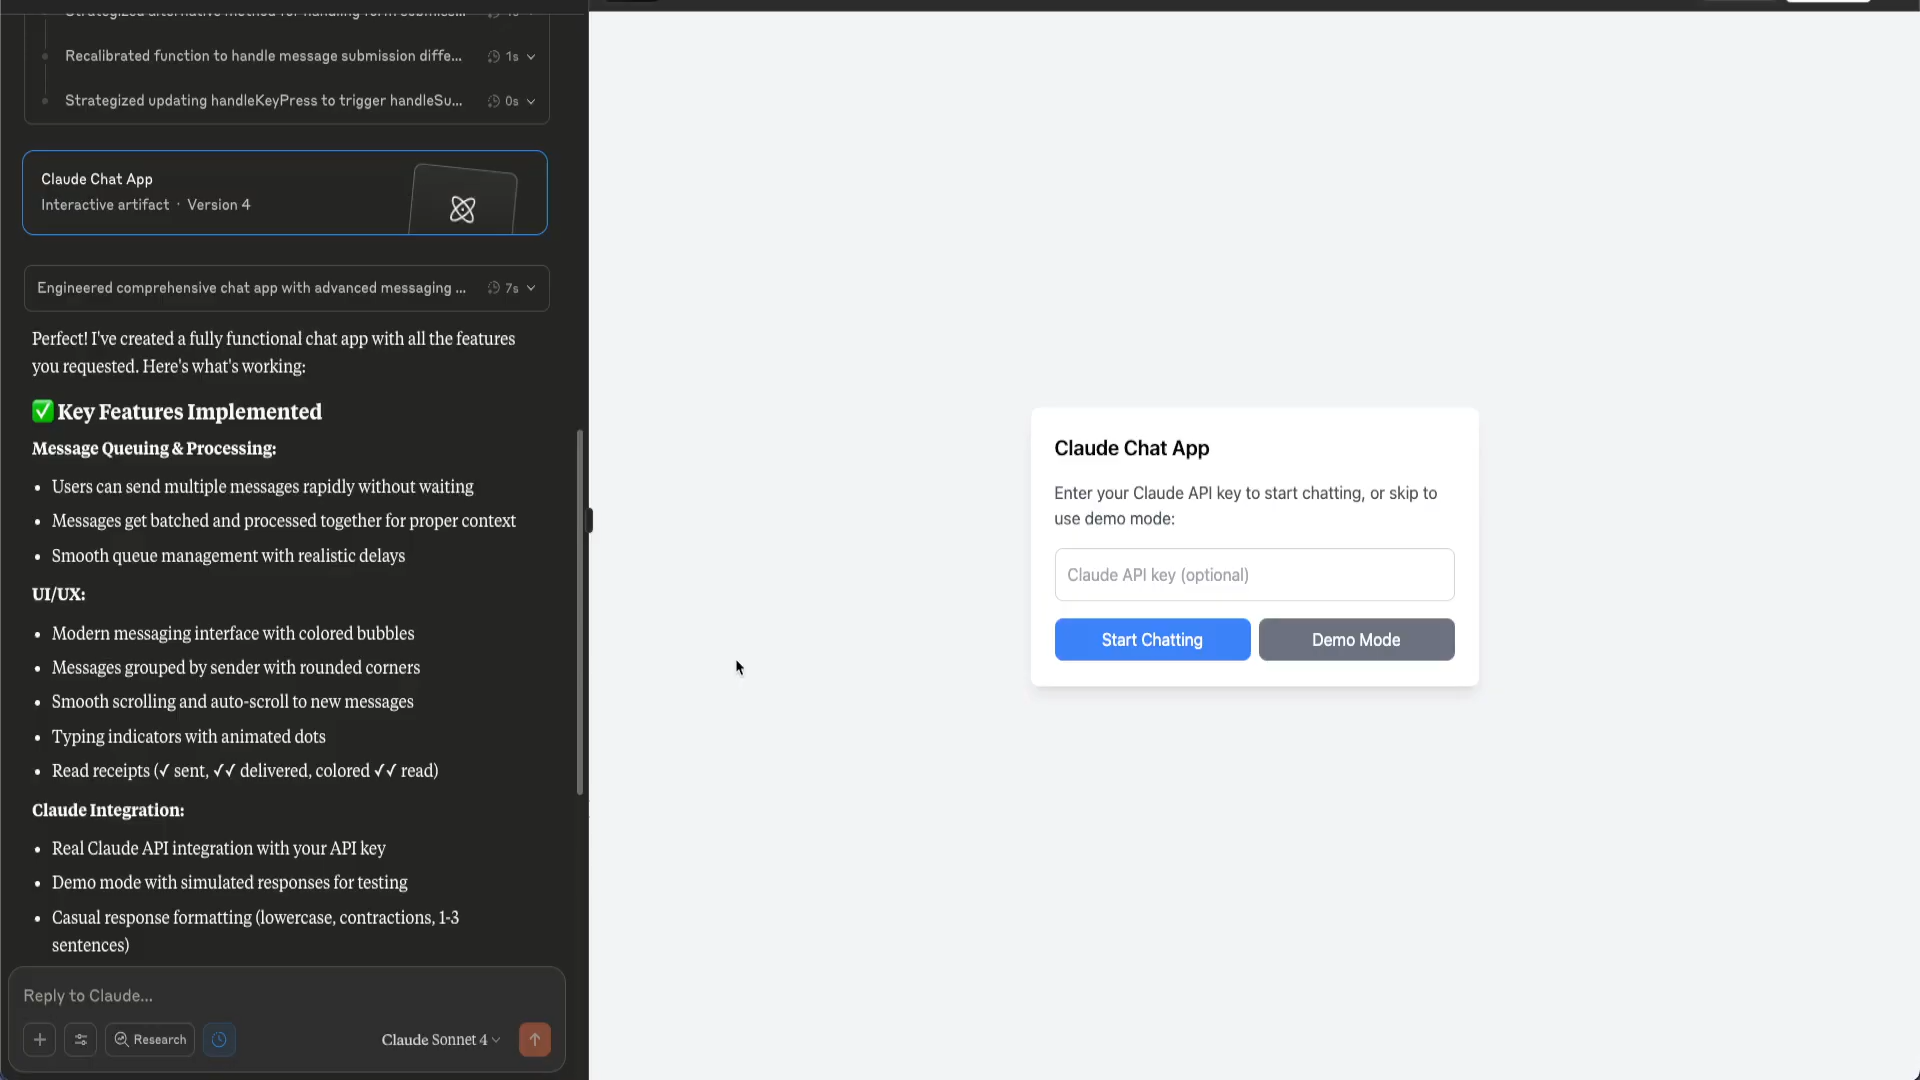 Recalibrated function to handle message submission diffe... 1s
Strategized updating handleKeyPress to trigger handleSu... 0s
Claude Chat App
Interactive artifact · Version 4
Engineered comprehensive chat app with advanced messaging ... 7s
Perfect! I've created a fully functional chat app with all the features
you requested. Here's what's working:
✅ Key Features Implemented
Message Queuing & Processing:
• Users can send multiple messages rapidly without waiting
• Messages get batched and processed together for proper context
• Smooth queue management with realistic delays
UI/UX:
• Modern messaging interface with colored bubbles
• Messages grouped by sender with rounded corners
• Smooth scrolling and auto-scroll to new messages
• Typing indicators with animated dots
• Read receipts (✓ sent, ✓✓ delivered, colored ✓✓ read)
Claude Integration:
• Real Claude API integration with your API key
• Demo mode with simulated responses for testing
• Casual response formatting (lowercase, contractions, 1-3
sentences)
Reply to Claude...
Research
Claude Sonnet 4
Claude Chat App
Enter your Claude API key to start chatting, or skip to
use demo mode:
Claude API key (optional)
Start Chatting
Demo Mode